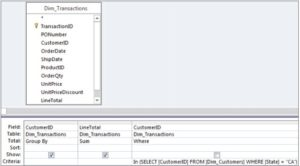 Dim_Transactions
*
TransactionID
PONumber
CustomerID
OrderDate
ShipDate
ProductID
OrderQty
UnitPrice
UnitPriceDiscount
LineTotal
Field: CustomerID LineTotal CustomerID
Table: Dim_Transactions Dim_Transactions Dim_Transactions
Total: Group By Sum Where
Sort:
Show:
Criteria: In (SELECT [CustomerID] FROM [Dim_Customers] WHERE [State] = "CA")